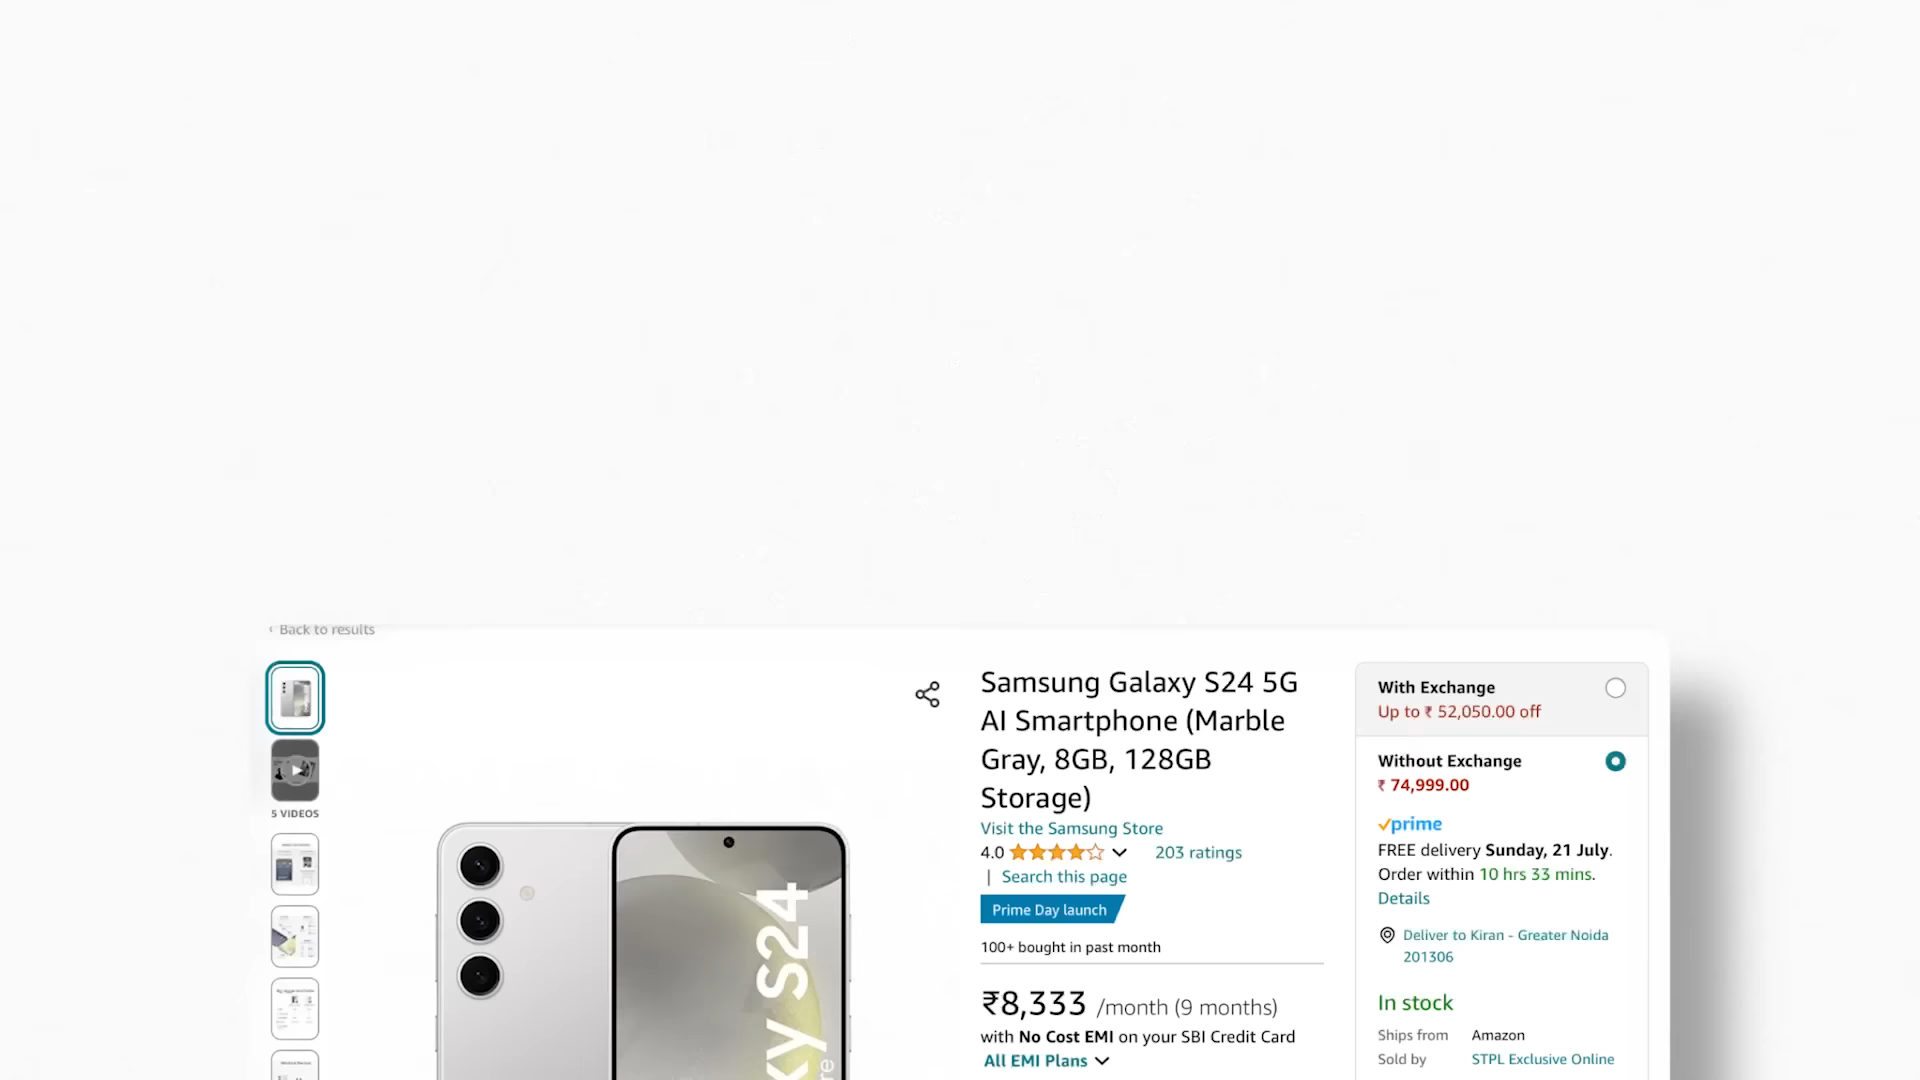 ‹ Back to results
5 VIDEOS
Samsung Galaxy S24 5G
AI Smartphone (Marble
Gray, 8GB, 128GB
Storage)
Visit the Samsung Store
4.0 203 ratings
| Search this page
Prime Day launch
100+ bought in past month
₹8,333 /month (9 months)
with No Cost EMI on your SBI Credit Card
All EMI Plans
With Exchange
Up to ₹ 52,050.00 off
Without Exchange
₹ 74,999.00
prime
FREE delivery Sunday, 21 July.
Order within 10 hrs 33 mins.
Details
Deliver to Kiran - Greater Noida
201306
In stock
Ships from Amazon
Sold by STPL Exclusive Online
xy S24
re